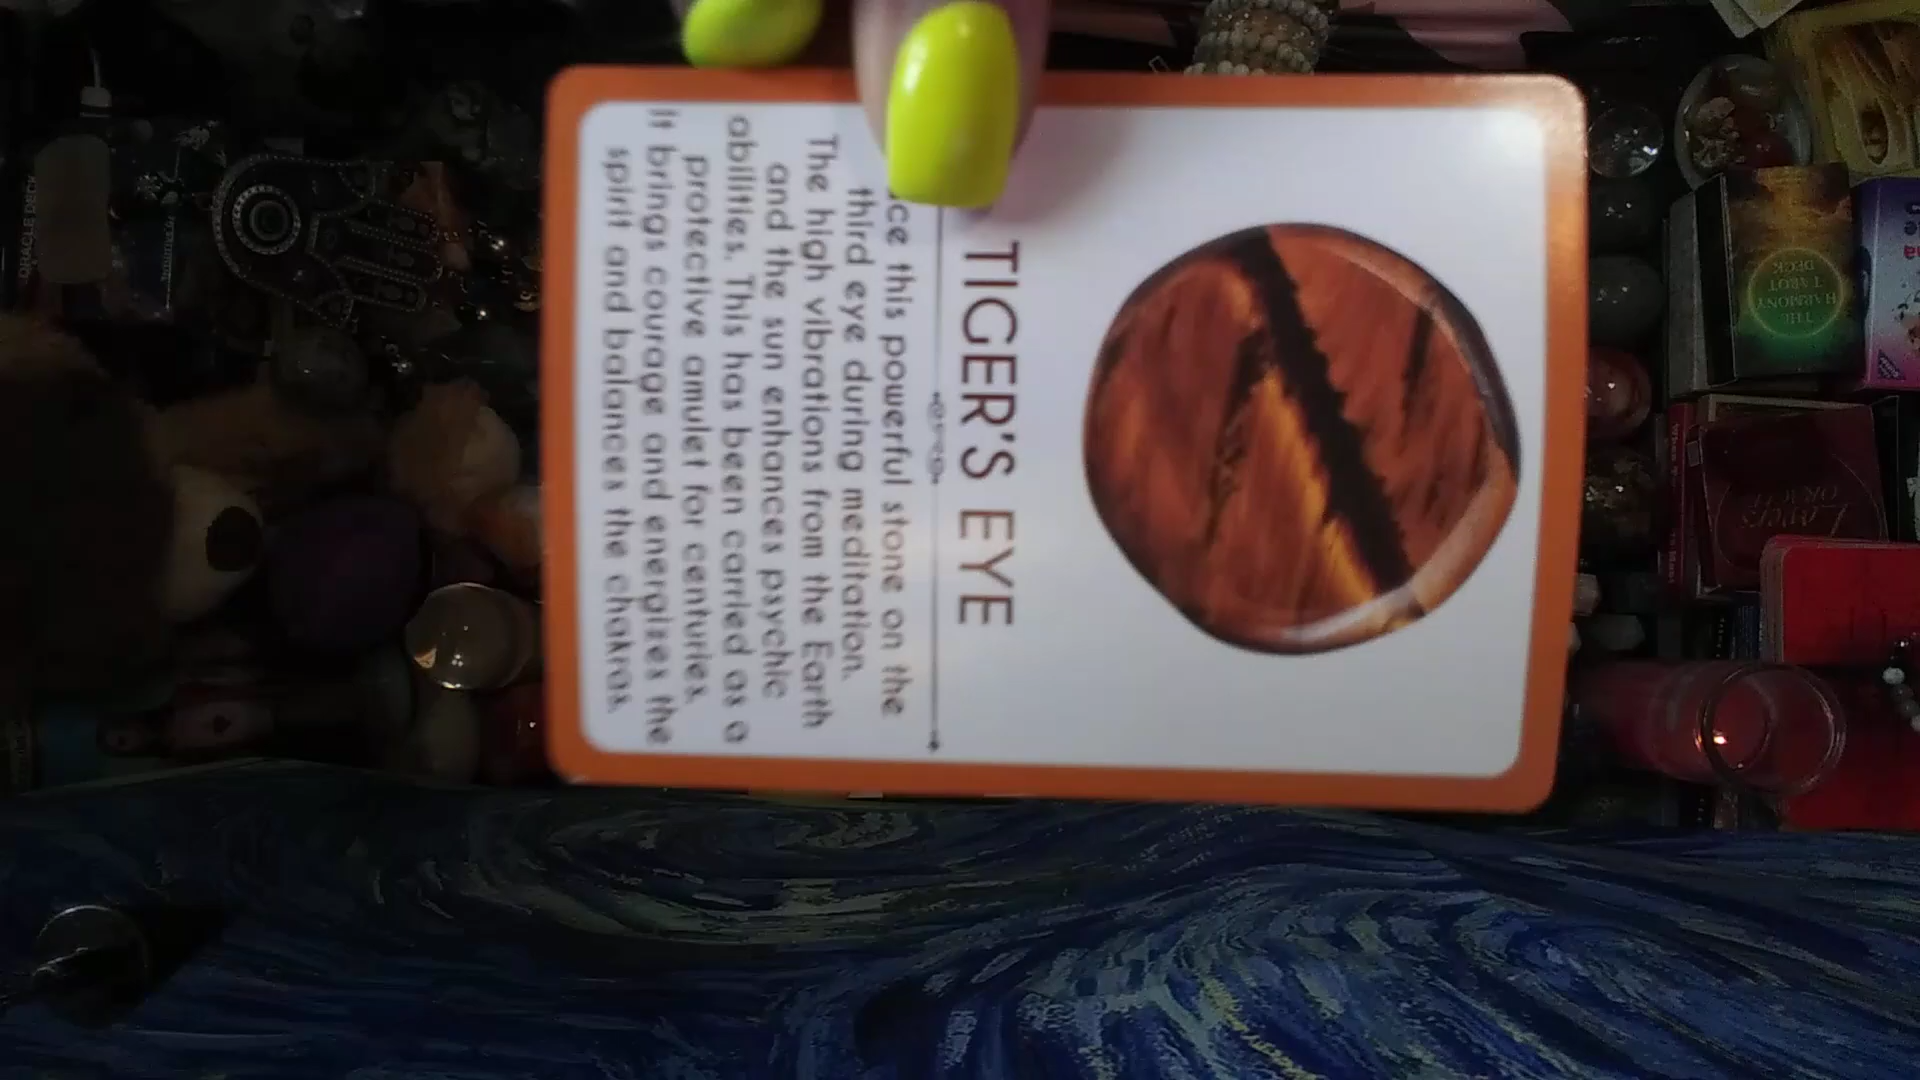 TIGER'S EYE
this powerful stone on the
third eye during meditation.
The high vibrations from the Earth
and the sun enhances psychic
abilities. This has been carried as a
protective amulet for centuries.
It brings courage and energizes the
spirit and balances the chakras.
THE
HARMONY
TAROT
DECK
ORACLE DECK